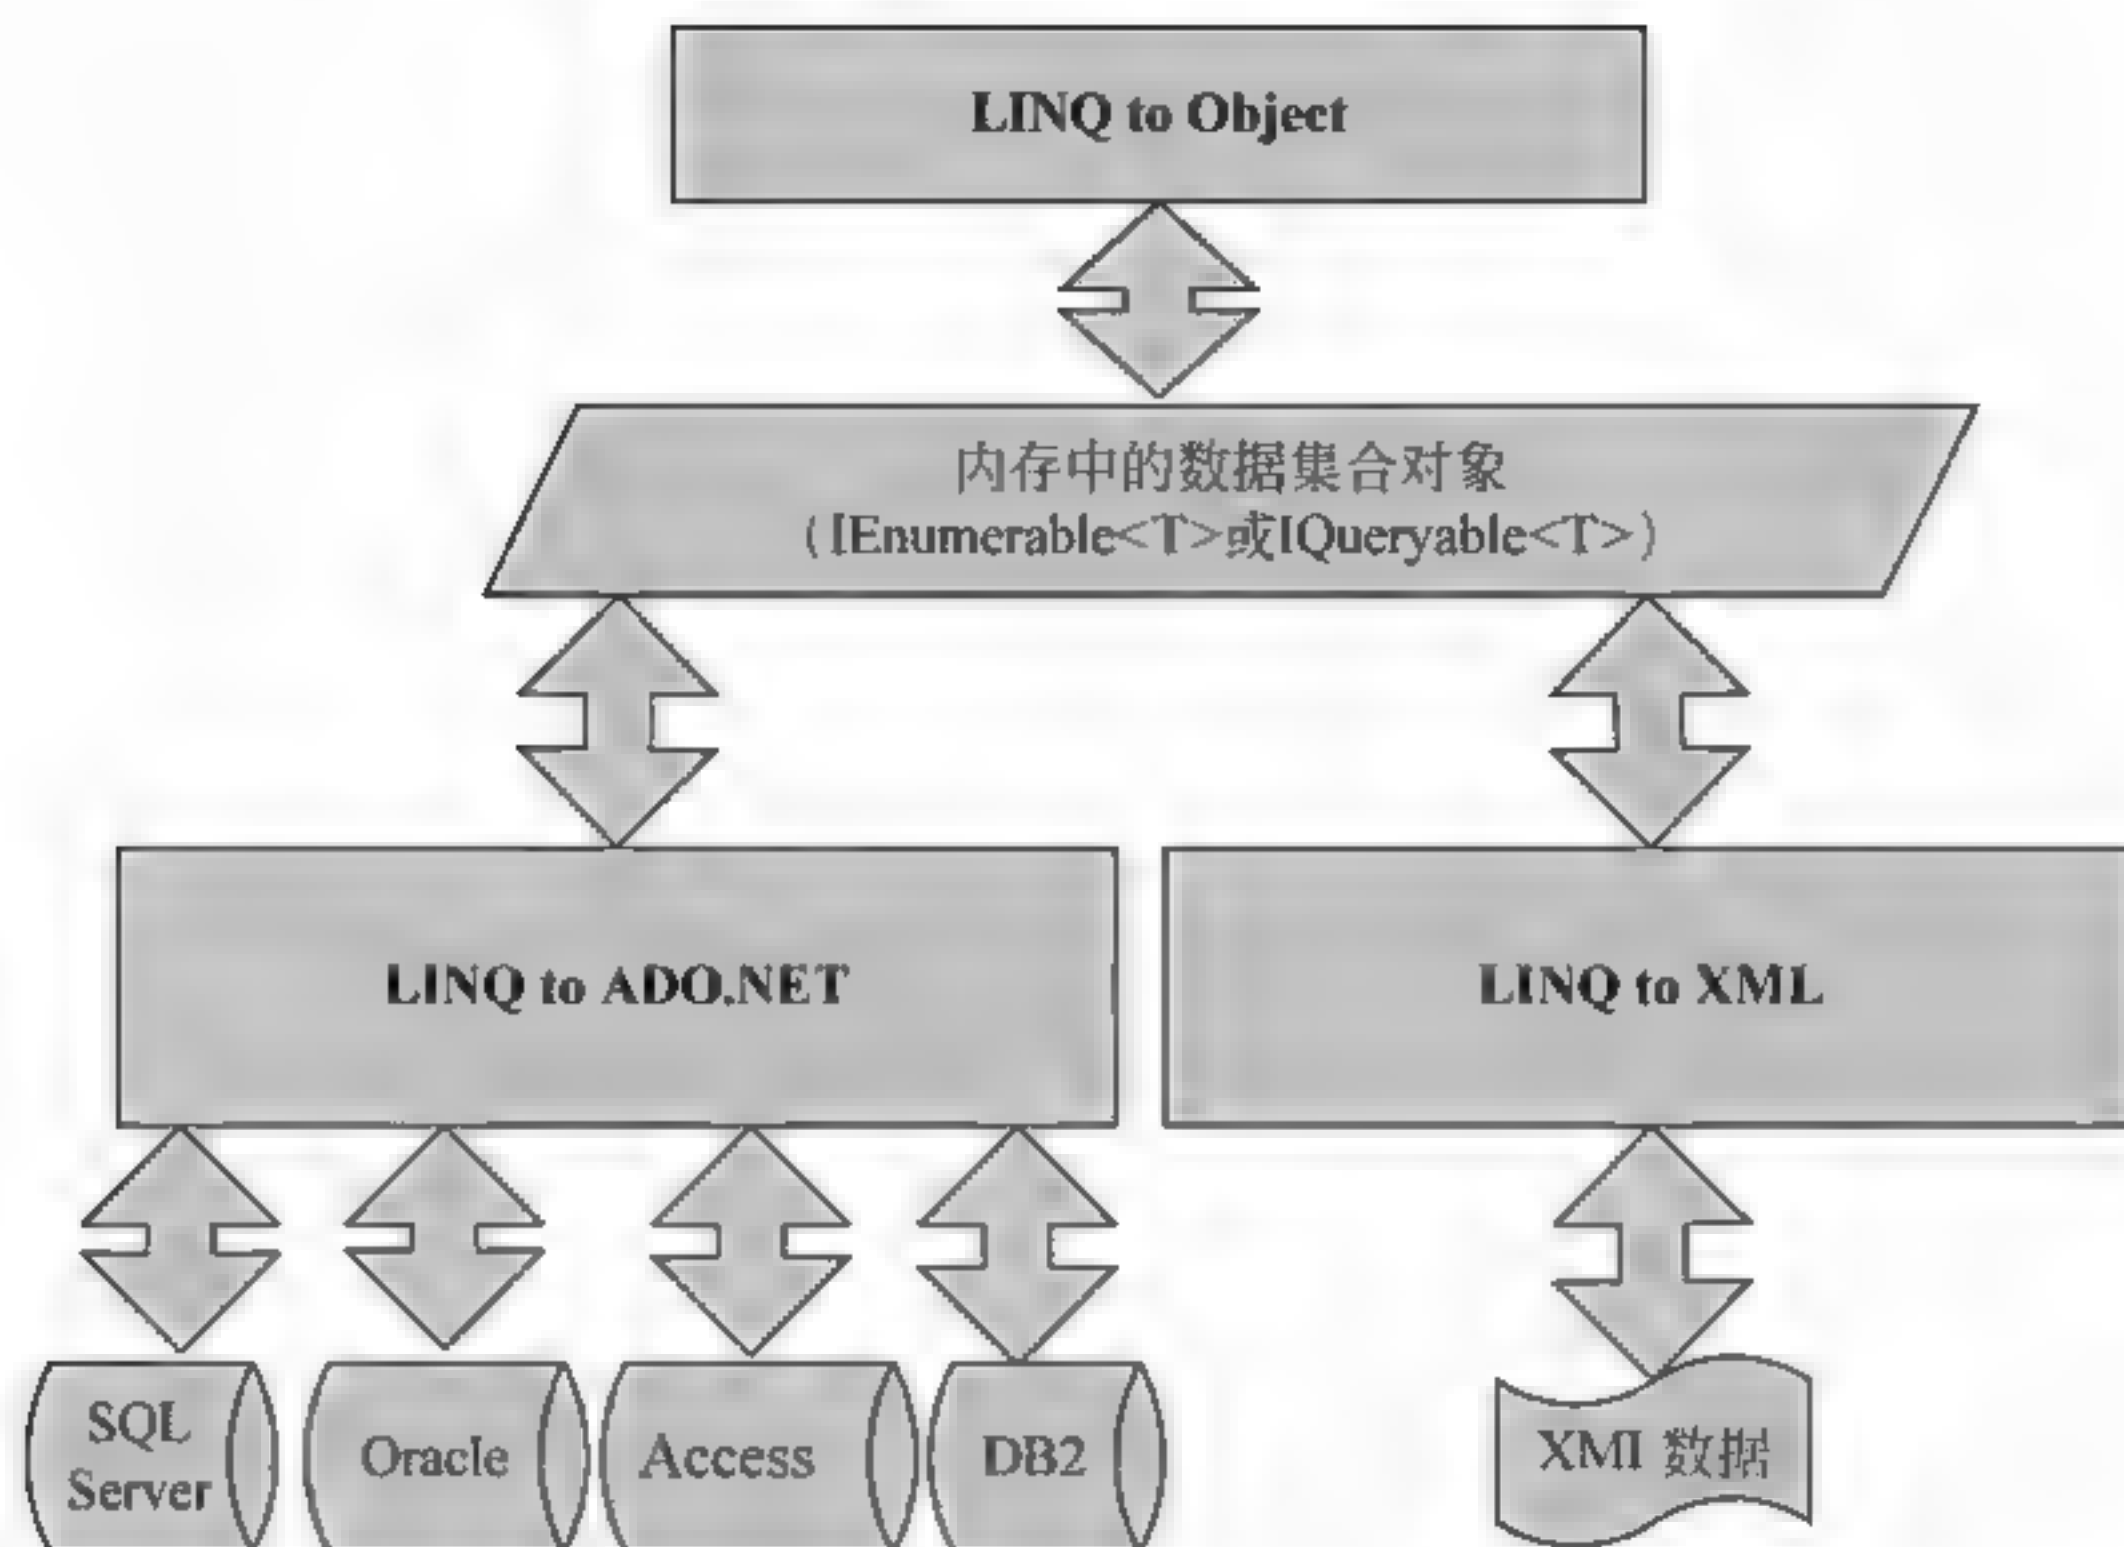 LINQ to Object
内存中的数据集合对象
(IEnumerable<T>或IQueryable<T>)
LINQ to ADO.NET
LINQ to XML
SQL
Server
Oracle
Access
DB2
XMI 数据